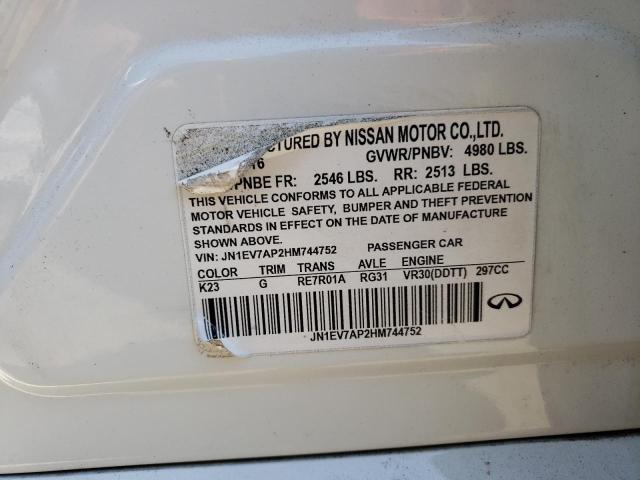 CTURED BY NISSAN MOTOR CO.,LTD.
16 GVWR/PNBV: 4980 LBS.
PNBE FR: 2546 LBS. RR: 2513 LBS.
THIS VEHICLE CONFORMS TO ALL APPLICABLE FEDERAL
MOTOR VEHICLE SAFETY, BUMPER AND THEFT PREVENTION
STANDARDS IN EFFECT ON THE DATE OF MANUFACTURE
SHOWN ABOVE.
VIN: JN1EV7AP2HM744752 PASSENGER CAR
COLOR TRIM TRANS AVLE ENGINE
K23 G RE7R01A RG31 VR30(DDTT) 297CC
JN1EV7AP2HM744752